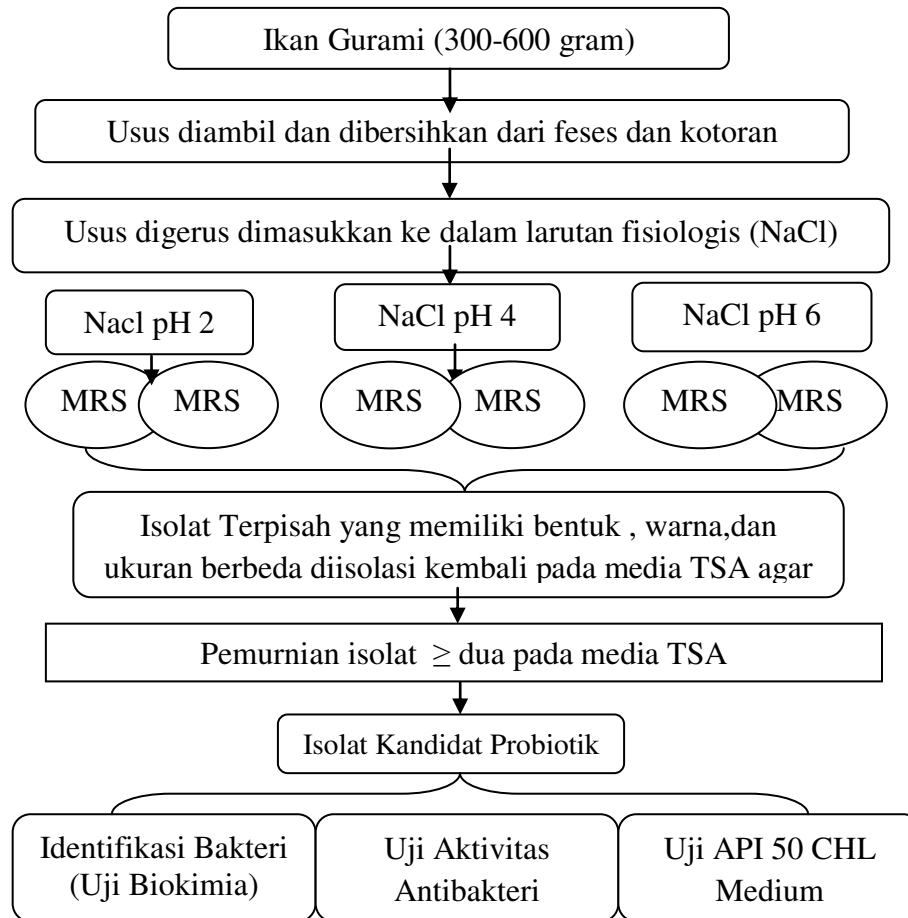 Ikan Gurami (300-600 gram)
Usus diambil dan dibersihkan dari feses dan kotoran
Usus digerus dimasukkan ke dalam larutan fisiologis (NaCl)
Nacl pH 2
NaCl pH 4
NaCl pH 6
MRS
MRS
MRS
MRS
MRS
MRS
Isolat Terpisah yang memiliki bentuk , warna,dan
ukuran berbeda diisolasi kembali pada media TSA agar
Pemurnian isolat ≥ dua pada media TSA
Isolat Kandidat Probiotik
Identifikasi Bakteri
(Uji Biokimia)
Uji Aktivitas
Antibakteri
Uji API 50 CHL
Medium